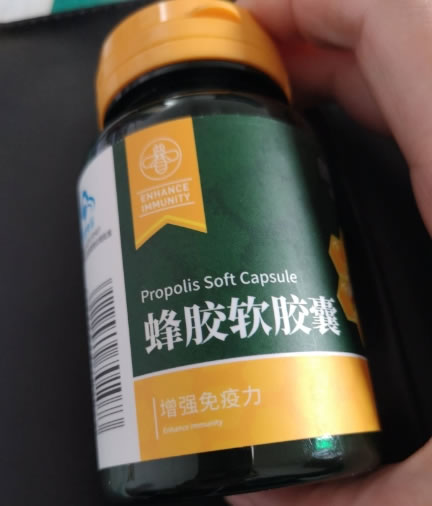 ENHANCE
IMMUNITY
Propolis Soft Capsule
蜂胶软胶囊
增强免疫力
Enhance immunity